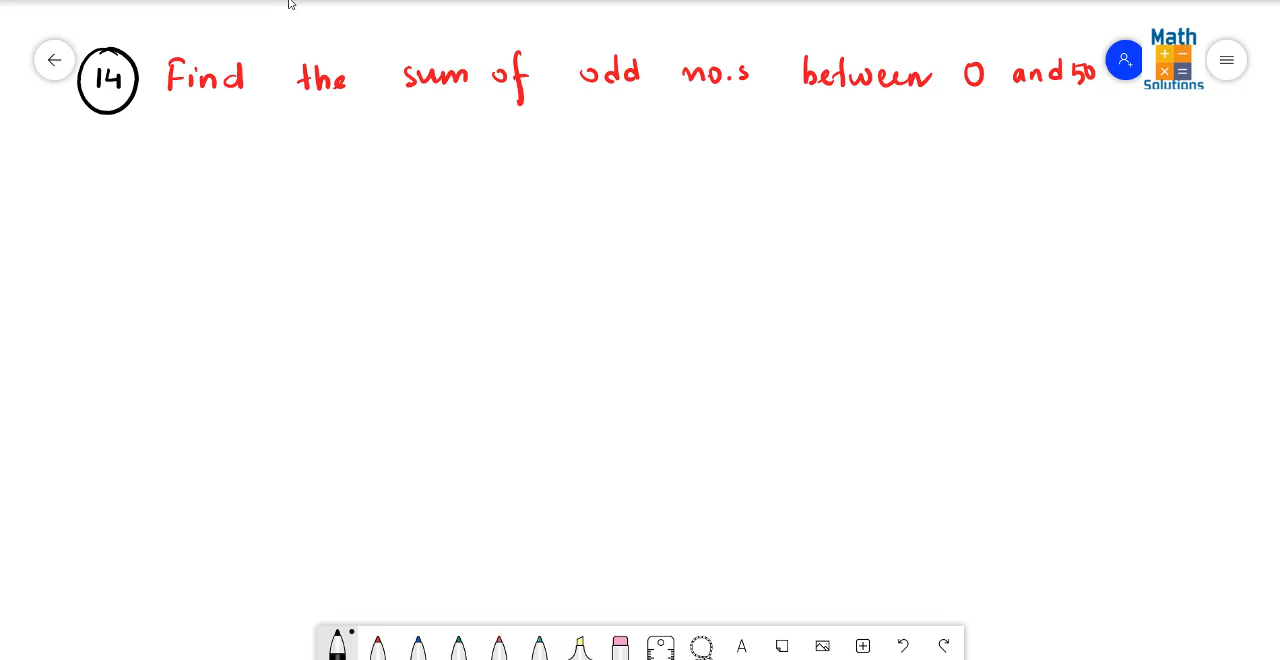 14 Find the sum of odd no.s between 0 and 50
Math
+ −
× =
Solutions
A